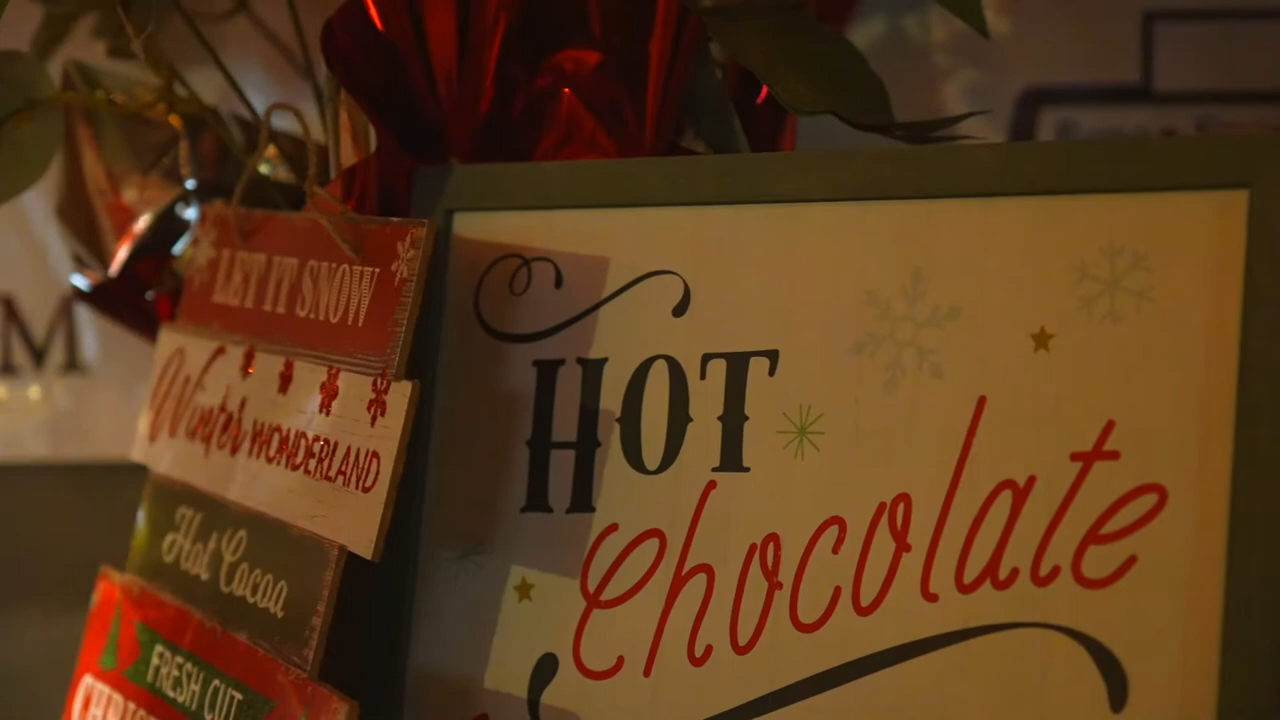 LET IT SNOW
Winter WONDERLAND
Hot Cocoa
FRESH CUT
HOT
Chocolate